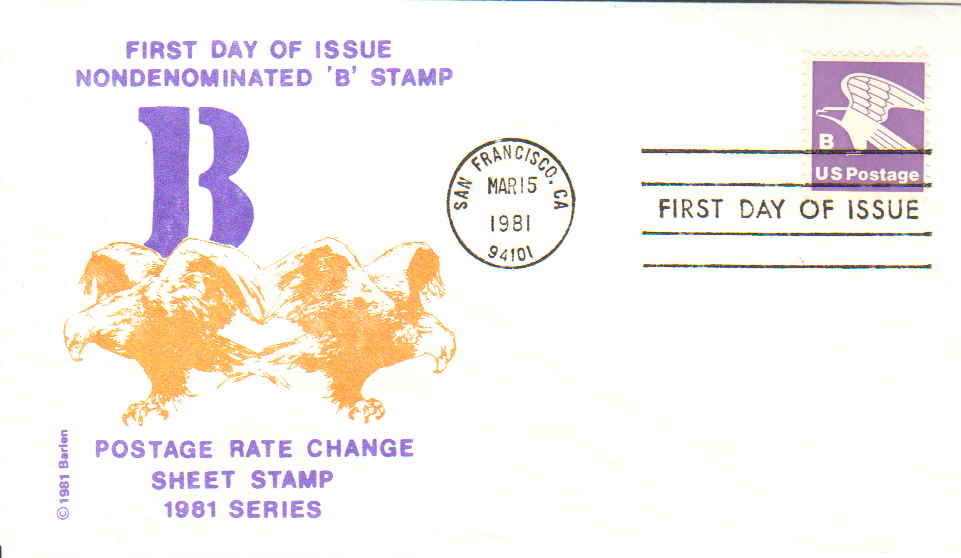 FIRST DAY OF ISSUE
NONDENOMINATED 'B' STAMP
B
SAN FRANCISCO, CA
MAR 15
1981
94101
B
US Postage
FIRST DAY OF ISSUE
POSTAGE RATE CHANGE
SHEET STAMP
1981 SERIES
© 1981 Barlen